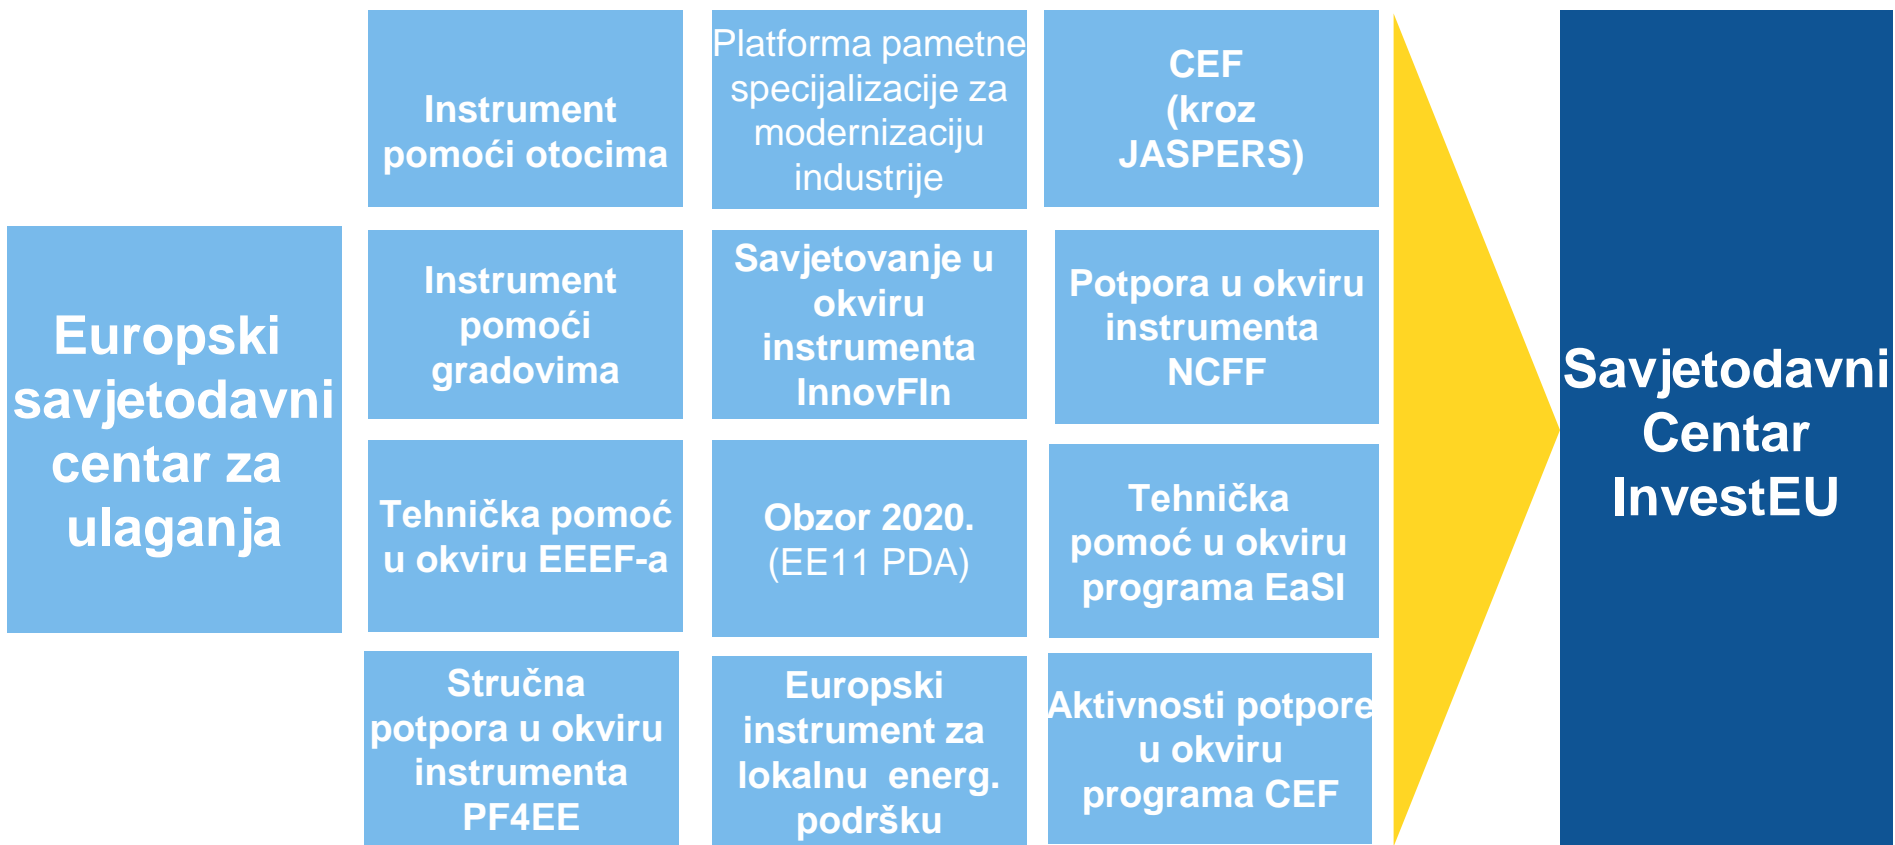 Europski
savjetodavni
centar za
ulaganja
Instrument
pomoći otocima
Platforma pametne
specijalizacije za
modernizaciju
industrije
CEF
(kroz
JASPERS)
Instrument
pomoći
gradovima
Savjetovanje u
okviru
instrumenta
InnovFIn
Potpora u okviru
instrumenta
NCFF
Tehnička pomoć
u okviru EEEF-a
Obzor 2020.
(EE11 PDA)
Tehnička
pomoć u okviru
programa EaSI
Stručna
potpora u okviru
instrumenta
PF4EE
Europski
instrument za
lokalnu  energ.
podršku
Aktivnosti potpore
u okviru
programa CEF
Savjetodavni
Centar
InvestEU